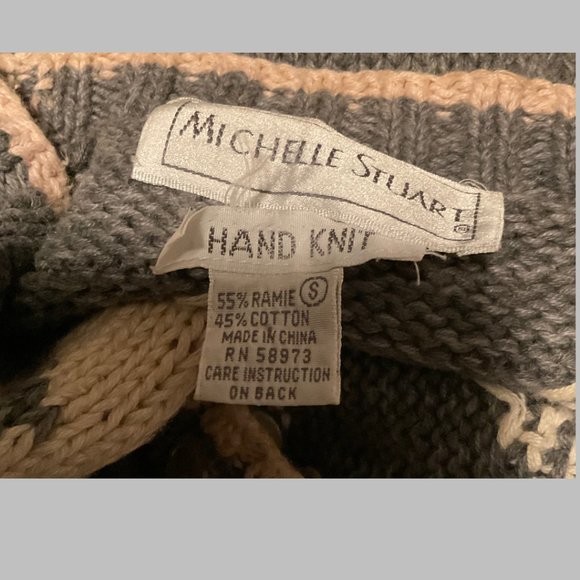 MICHELLE STUART
HAND KNIT
55% RAMIE S
45% COTTON
MADE IN CHINA
RN 58973
CARE INSTRUCTION
ON BACK